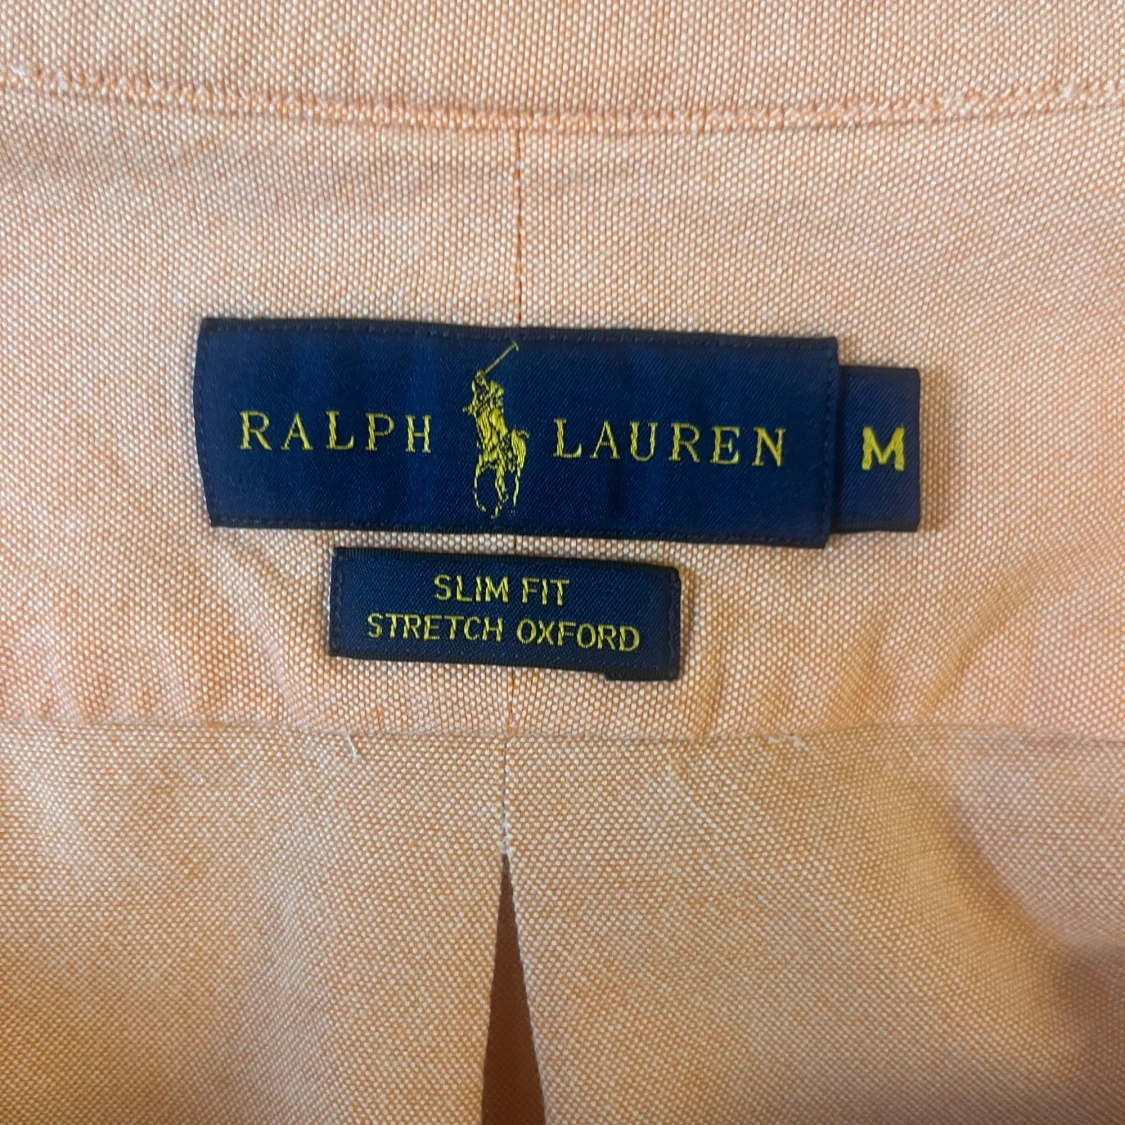 RALPH LAUREN M
SLIM FIT
STRETCH OXFORD